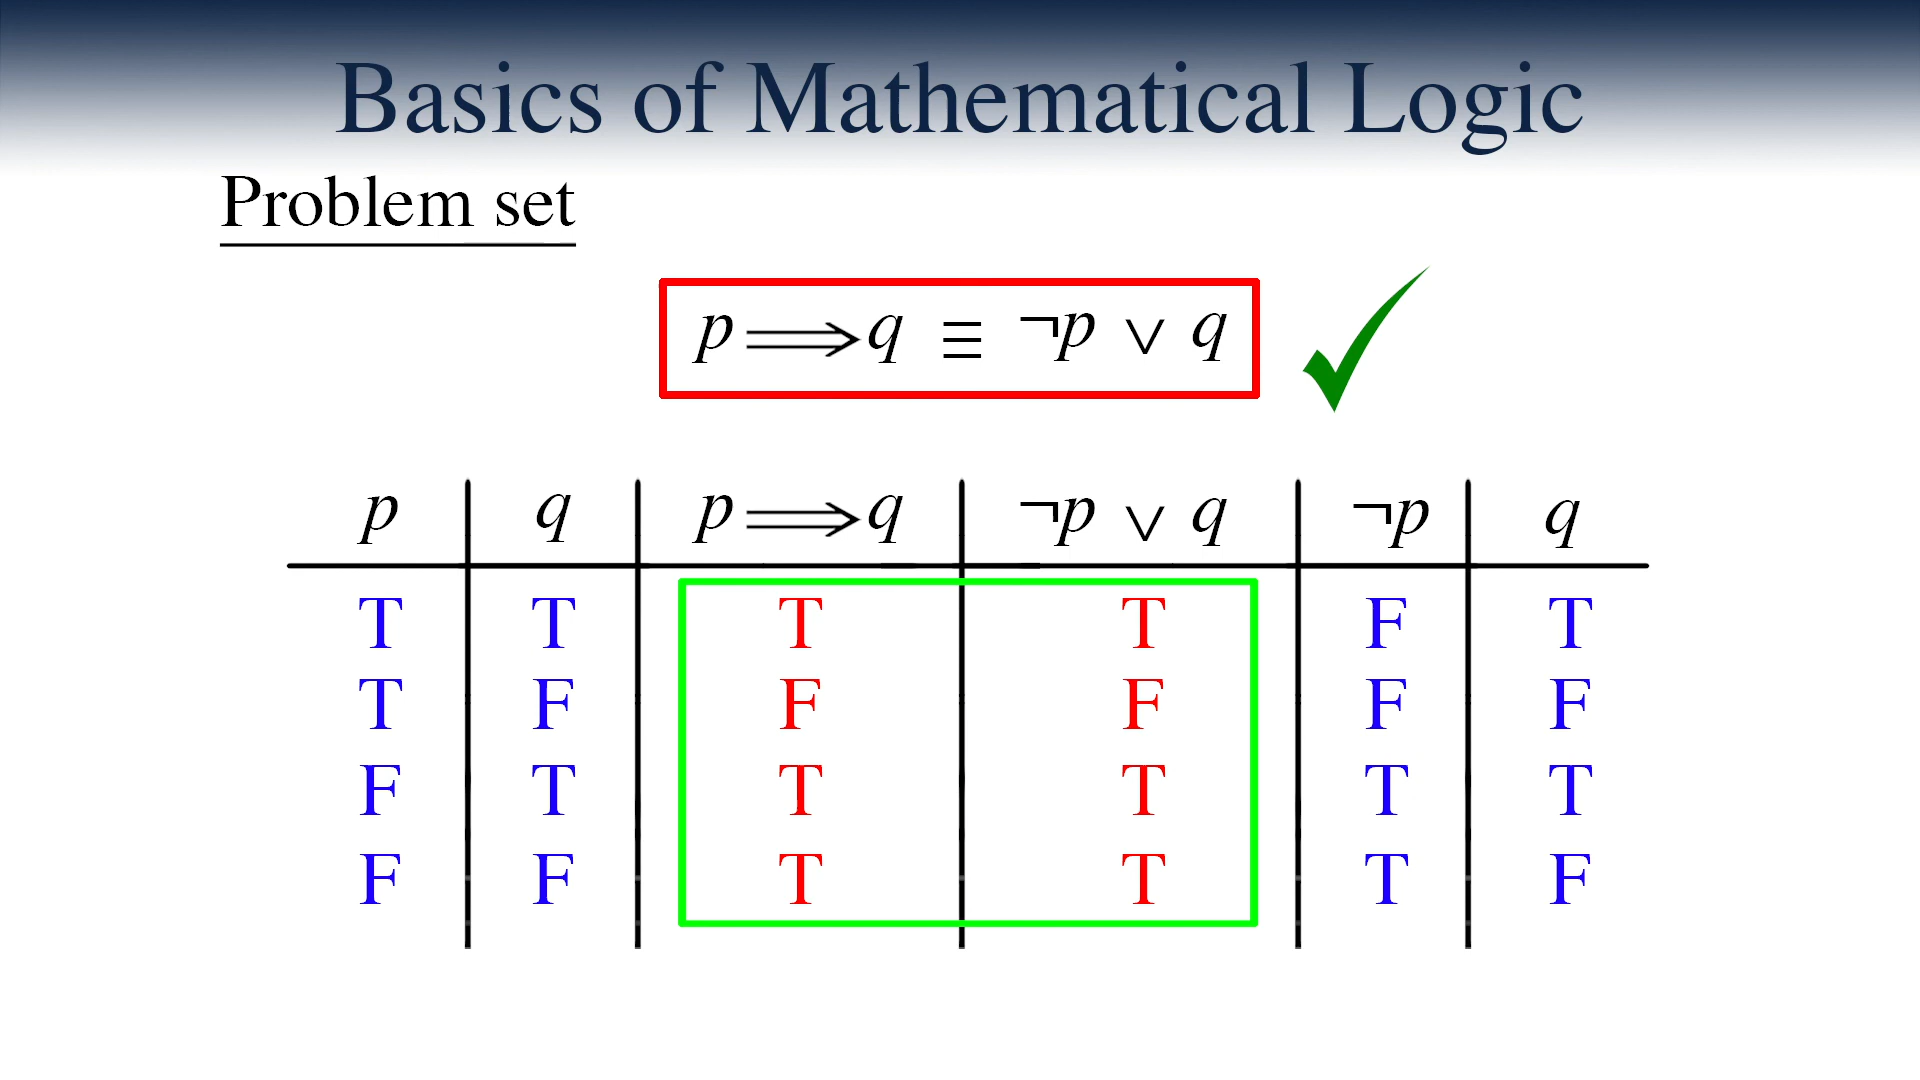 Basics of Mathematical Logic
Problem set
p ⟹ q ≡ ¬p ∨ q
p q p ⟹ q ¬p ∨ q ¬p q
T T T T F T
T F F F F F
F T T T T T
F F T T T F